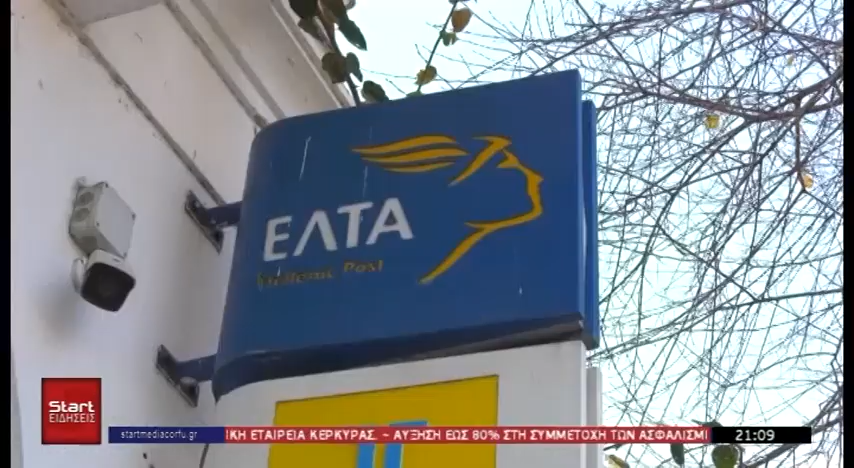 ΕΛΤΑ
Hellenic Post
Start
ΕΙΔΗΣΕΙΣ
startmediacorfu.gr
ΙΚΗ ΕΤΑΙΡΕΙΑ ΚΕΡΚΥΡΑΣ. ~ ΑΥΞΗΣΗ ΕΩΣ 80% ΣΤΗ ΣΥΜΜΕΤΟΧΗ ΤΩΝ ΑΣΦΑΛΙΣΜΙ
21:09